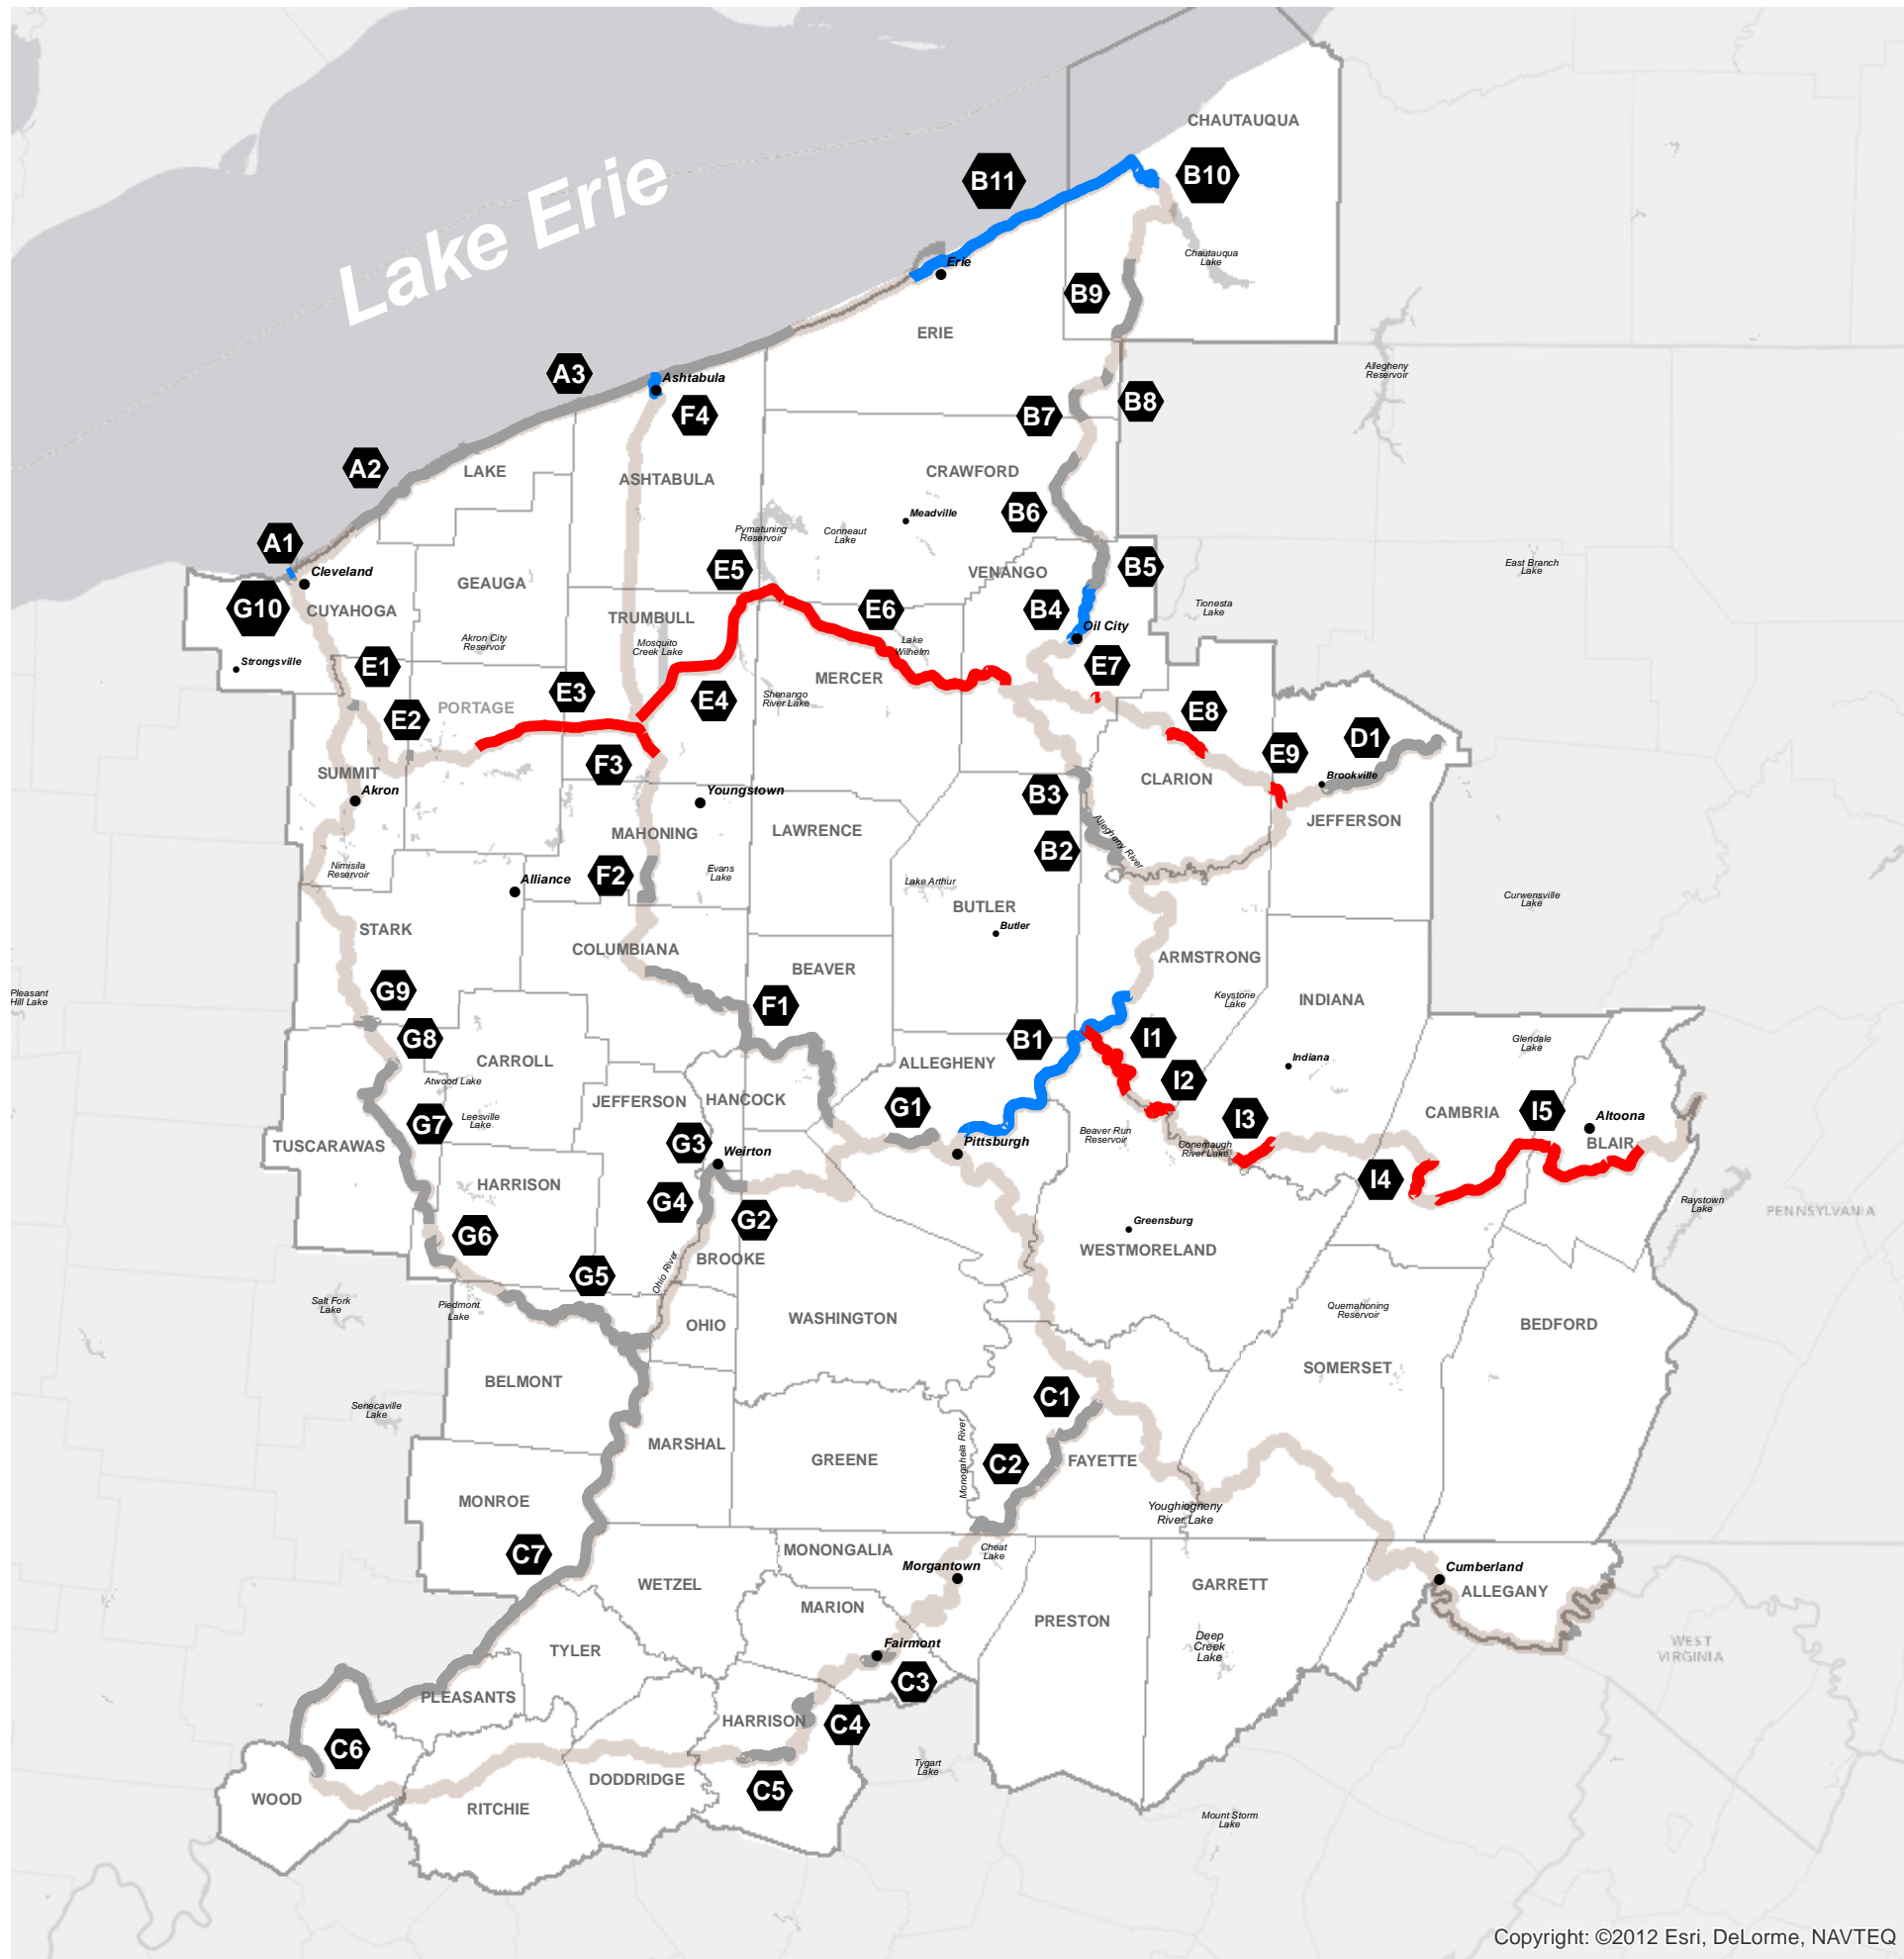 CHAUTAUQUA
B11
B10
Lake Erie
Chautauqua
Lake
Erie
B9
ERIE
A3
Ashtabula
Allegheny
Reservoir
F4
B7
B8
A2
LAKE
ASHTABULA
CRAWFORD
B6
Meadville
Pymatuning
Reservoir
Conneaut
Lake
A1
Cleveland
E5
VENANGO
B5
East Branch
Lake
GEAUGA
G10
CUYAHOGA
TRUMBULL
E6
B4
Tionesta
Lake
Oil City
Akron City
Reservoir
Mosquito
Creek Lake
Lake
Wilhelm
Strongsville
E1
E7
MERCER
E3
E4
Shenango
River Lake
PORTAGE
E2
E8
D1
E9
SUMMIT
F3
CLARION
Brookville
Akron
Youngstown
B3
JEFFERSON
MAHONING
LAWRENCE
Allegheny River
B2
Nimisila
Reservoir
F2
Evans
Lake
Alliance
Lake Arthur
Curwensville
Lake
BUTLER
Butler
STARK
COLUMBIANA
ARMSTRONG
BEAVER
G9
Pleasant
Hill Lake
Keystone
Lake
INDIANA
F1
G8
B1
I1
Glendale
Lake
CARROLL
ALLEGHENY
Indiana
Atwood Lake
I2
JEFFERSON
HANCOCK
G1
I5
CAMBRIA
Altoona
G7
Leesville
Lake
I3
TUSCARAWAS
G3
Pittsburgh
Beaver Run
Reservoir
Conemaugh
River Lake
BLAIR
Weirton
I4
HARRISON
G4
Raystown
Lake
G2
PENNSYLVANIA
Greensburg
G6
BROOKE
WESTMORELAND
G5
Ohio River
Salt Fork
Lake
Piedmont
Lake
Quemahoning
Reservoir
WASHINGTON
OHIO
BEDFORD
SOMERSET
BELMONT
C1
Senecaville
Lake
MARSHAL
Monogahela River
GREENE
C2
FAYETTE
MONROE
Youghiogneny
River Lake
C7
MONONGALIA
Cheat
Lake
Morgantown
Cumberland
WETZEL
GARRETT
ALLEGANY
MARION
PRESTON
Deep
Creek
Lake
Fairmont
TYLER
WEST
VIRGINIA
C3
PLEASANTS
HARRISON
C4
C6
Tygart
Lake
DODDRIDGE
C5
WOOD
RITCHIE
Mount Storm
Lake
Copyright: ©2012 Esri, DeLorme, NAVTEQ